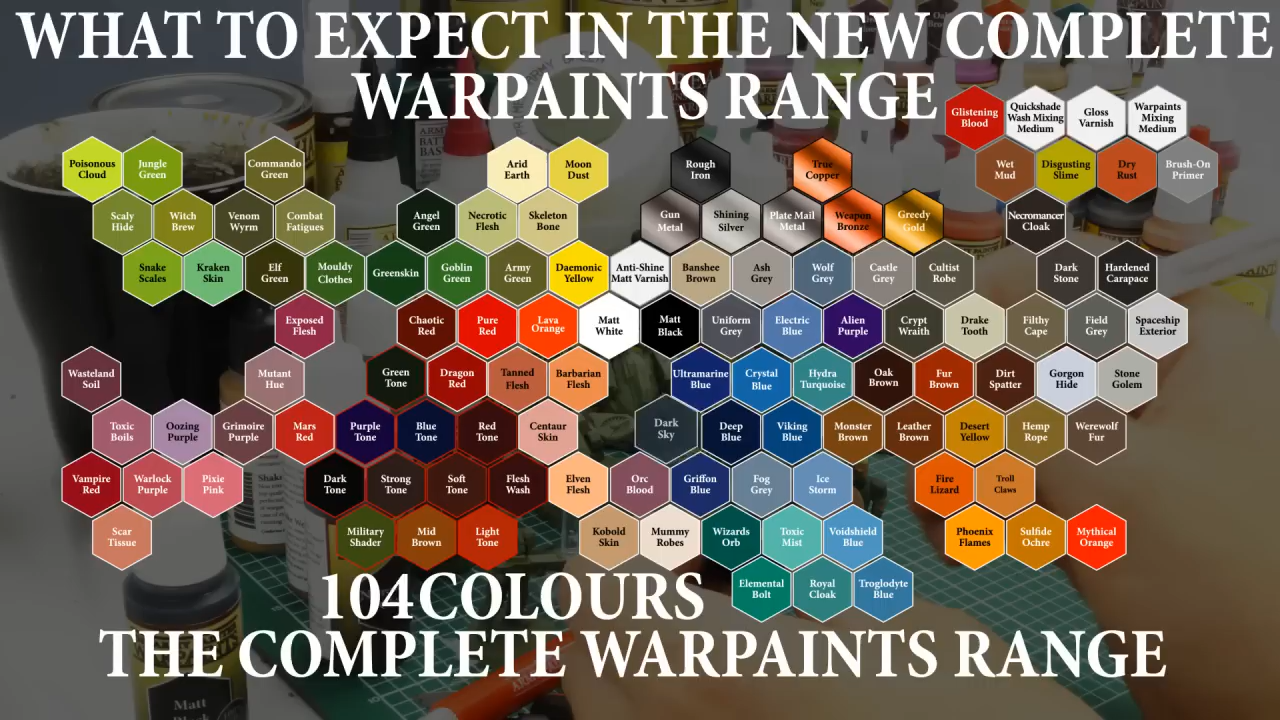 WHAT TO EXPECT IN THE NEW COMPLETE
WARPAINTS RANGE
Glistening
Blood
Quickshade
Wash Mixing
Medium
Gloss
Varnish
Warpaints
Mixing
Medium
Poisonous
Cloud
Jungle
Green
Commando
Green
Arid
Earth
Moon
Dust
Rough
Iron
True
Copper
Wet
Mud
Disgusting
Slime
Dry
Rust
Brush-On
Primer
Scaly
Hide
Witch
Brew
Venom
Wyrm
Combat
Fatigues
Angel
Green
Necrotic
Flesh
Skeleton
Bone
Gun
Metal
Shining
Silver
Plate Mail
Metal
Weapon
Bronze
Greedy
Gold
Necromancer
Cloak
Snake
Scales
Kraken
Skin
Elf
Green
Mouldy
Clothes
Greenskin
Goblin
Green
Army
Green
Daemonic
Yellow
Anti-Shine
Matt Varnish
Banshee
Brown
Ash
Grey
Wolf
Grey
Castle
Grey
Cultist
Robe
Dark
Stone
Hardened
Carapace
Exposed
Flesh
Chaotic
Red
Pure
Red
Lava
Orange
Matt
White
Matt
Black
Uniform
Grey
Electric
Blue
Alien
Purple
Crypt
Wraith
Drake
Tooth
Filthy
Cape
Field
Grey
Spaceship
Exterior
Wasteland
Soil
Mutant
Hue
Green
Tone
Dragon
Red
Tanned
Flesh
Barbarian
Flesh
Ultramarine
Blue
Crystal
Blue
Hydra
Turquoise
Oak
Brown
Fur
Brown
Dirt
Spatter
Gorgon
Hide
Stone
Golem
Toxic
Boils
Oozing
Purple
Grimoire
Purple
Mars
Red
Purple
Tone
Blue
Tone
Red
Tone
Centaur
Skin
Dark
Sky
Deep
Blue
Viking
Blue
Monster
Brown
Leather
Brown
Desert
Yellow
Hemp
Rope
Werewolf
Fur
Vampire
Red
Warlock
Purple
Pixie
Pink
Dark
Tone
Strong
Tone
Soft
Tone
Flesh
Wash
Elven
Flesh
Orc
Blood
Griffon
Blue
Fog
Grey
Ice
Storm
Fire
Lizard
Troll
Claws
Scar
Tissue
Military
Shader
Mid
Brown
Light
Tone
Kobold
Skin
Mummy
Robes
Wizards
Orb
Toxic
Mist
Voidshield
Blue
Phoenix
Flames
Sulfide
Ochre
Mythical
Orange
Elemental
Bolt
Royal
Cloak
Troglodyte
Blue
104 COLOURS
THE COMPLETE WARPAINTS RANGE
Matt